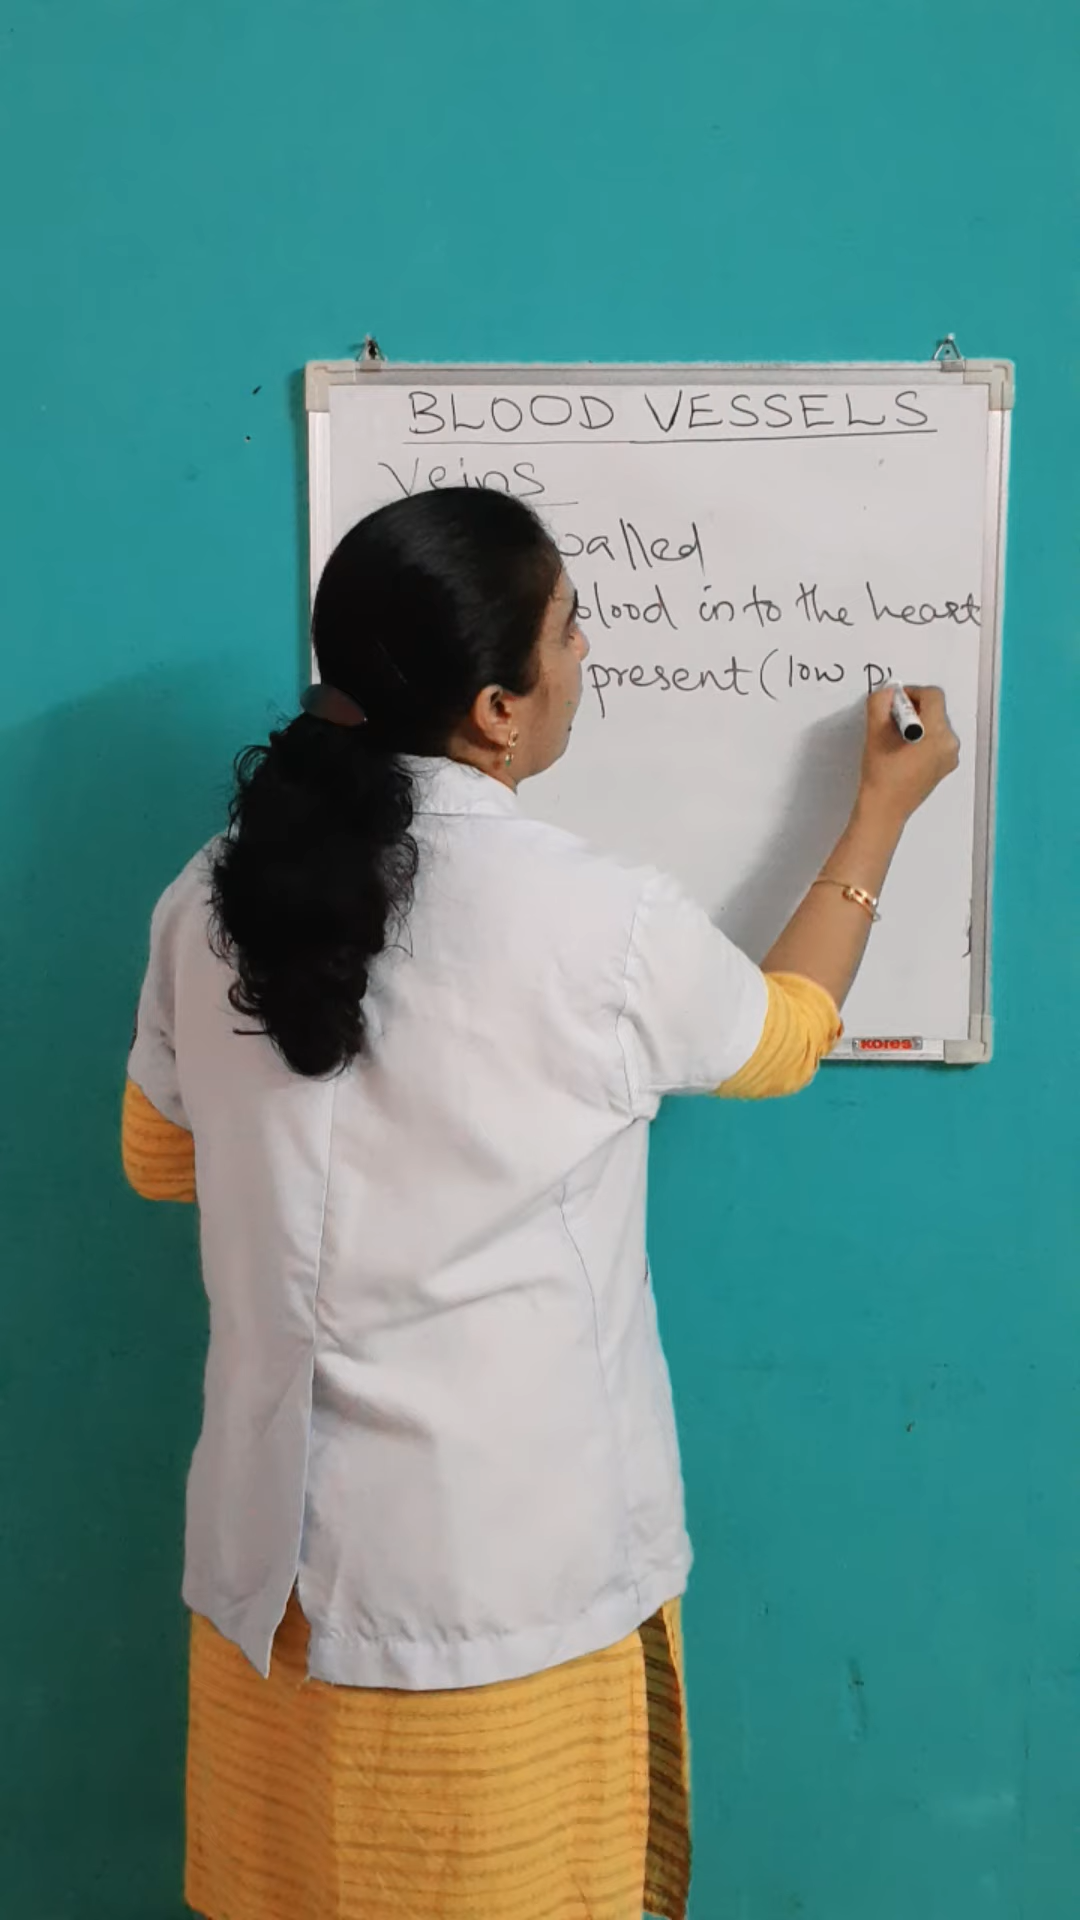 BLOOD VESSELS
Veins
walled
blood in to the heart
present (low
Kores